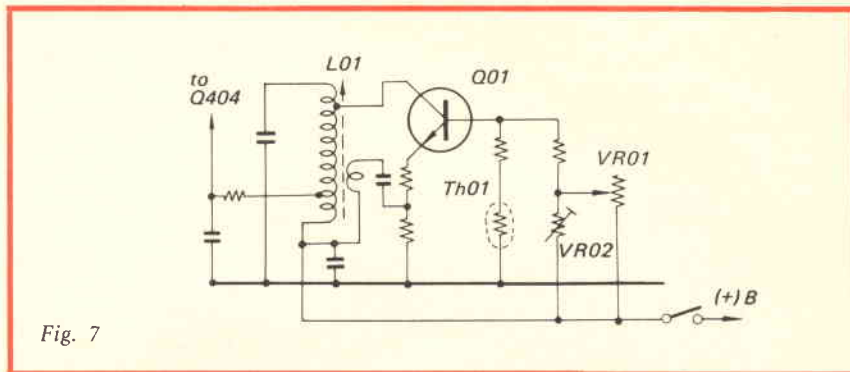 L01
to
Q404
Q01
VR01
Th01
VR02
(+) B
Fig. 7